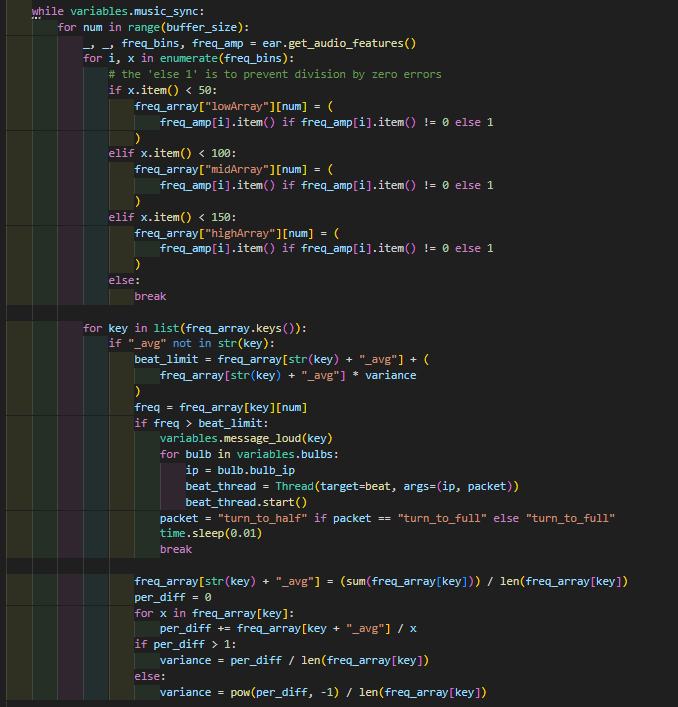 while variables.music_sync:
for num in range(buffer_size):
_, _, freq_bins, freq_amp = ear.get_audio_features()
for i, x in enumerate(freq_bins):
# the 'else 1' is to prevent division by zero errors
if x.item() < 50:
freq_array["lowArray"][num] = (
freq_amp[i].item() if freq_amp[i].item() != 0 else 1
)
elif x.item() < 100:
freq_array["midArray"][num] = (
freq_amp[i].item() if freq_amp[i].item() != 0 else 1
)
elif x.item() < 150:
freq_array["highArray"][num] = (
freq_amp[i].item() if freq_amp[i].item() != 0 else 1
)
else:
break
for key in list(freq_array.keys()):
if "_avg" not in str(key):
beat_limit = freq_array[str(key) + "_avg"] + (
freq_array[str(key) + "_avg"] * variance
)
freq = freq_array[key][num]
if freq > beat_limit:
variables.message_loud(key)
for bulb in variables.bulbs:
ip = bulb.bulb_ip
beat_thread = Thread(target=beat, args=(ip, packet))
beat_thread.start()
packet = "turn_to_half" if packet == "turn_to_full" else "turn_to_full"
time.sleep(0.01)
break
freq_array[str(key) + "_avg"] = (sum(freq_array[key])) / len(freq_array[key])
per_diff = 0
for x in freq_array[key]:
per_diff += freq_array[key + "_avg"] / x
if per_diff > 1:
variance = per_diff / len(freq_array[key])
else:
variance = pow(per_diff, -1) / len(freq_array[key])